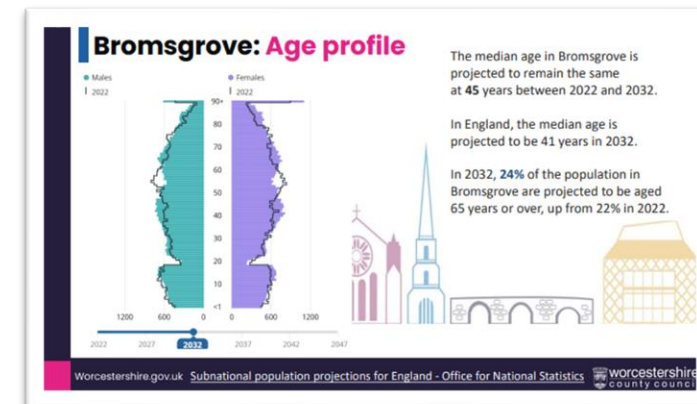 Bromsgrove: Age profile
Males
Females
2022
2022
90+
80
70
60
50
40
30
20
10
<1
1200 600 0 0 600 1200
2022 2027 2032 2037 2042 2047
The median age in Bromsgrove is
projected to remain the same
at 45 years between 2022 and 2032.
In England, the median age is
projected to be 41 years in 2032.
In 2032, 24% of the population in
Bromsgrove are projected to be aged
65 years or over, up from 22% in 2022.
Worcestershire.gov.uk Subnational population projections for England - Office for National Statistics
worcestershire
county counci